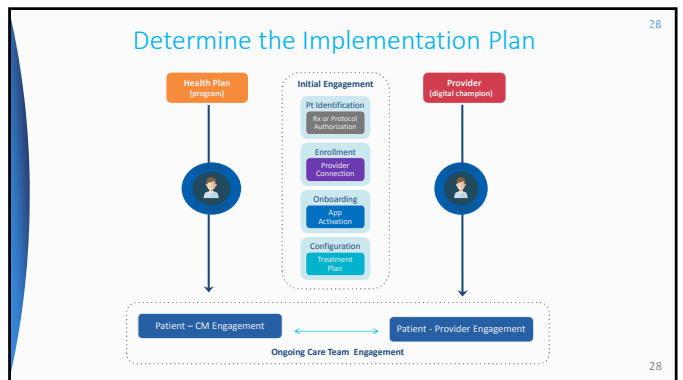 28
Determine the Implementation Plan
Health Plan
(program)
Initial Engagement
Pt Identification
Rx or Protocol
Authorization
Enrollment
Provider
Connection
Onboarding
App
Activation
Configuration
Treatment
Plan
Provider
(digital champion)
Patient – CM Engagement
Patient - Provider Engagement
Ongoing Care Team  Engagement
28